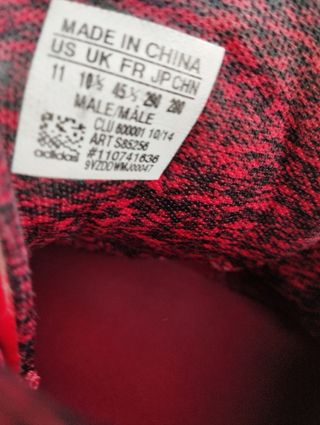 MADE IN CHINA
US UK FR JP CHN
11 10½ 45⅓ 290 280
MALE/MÂLE
CLU 600001 10/14
ART S85256
#110741636
9VZDDWMJ00047
adidas